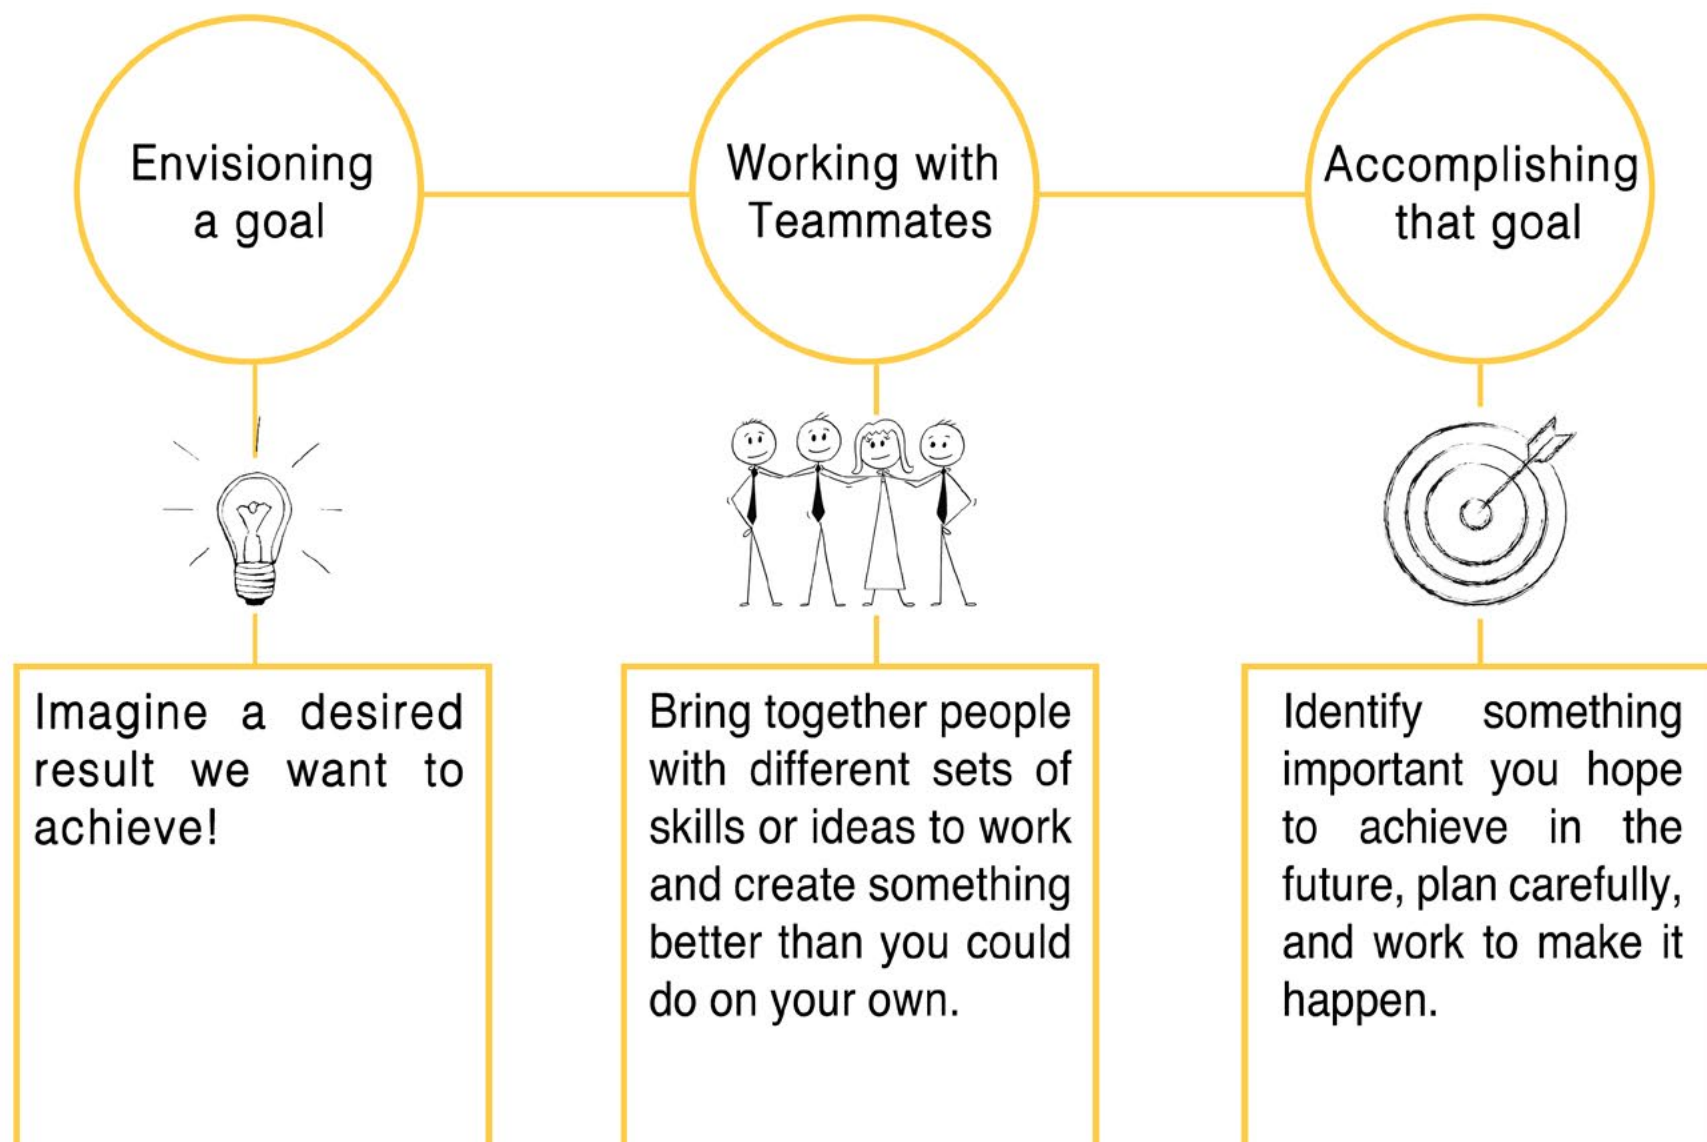 Envisioning
a goal
Working with
Teammates
Accomplishing
that goal
Imagine a desired
result we want to
achieve!
Bring together people
with different sets of
skills or ideas to work
and create something
better than you could
do on your own.
Identify something
important you hope
to achieve in the
future, plan carefully,
and work to make it
happen.